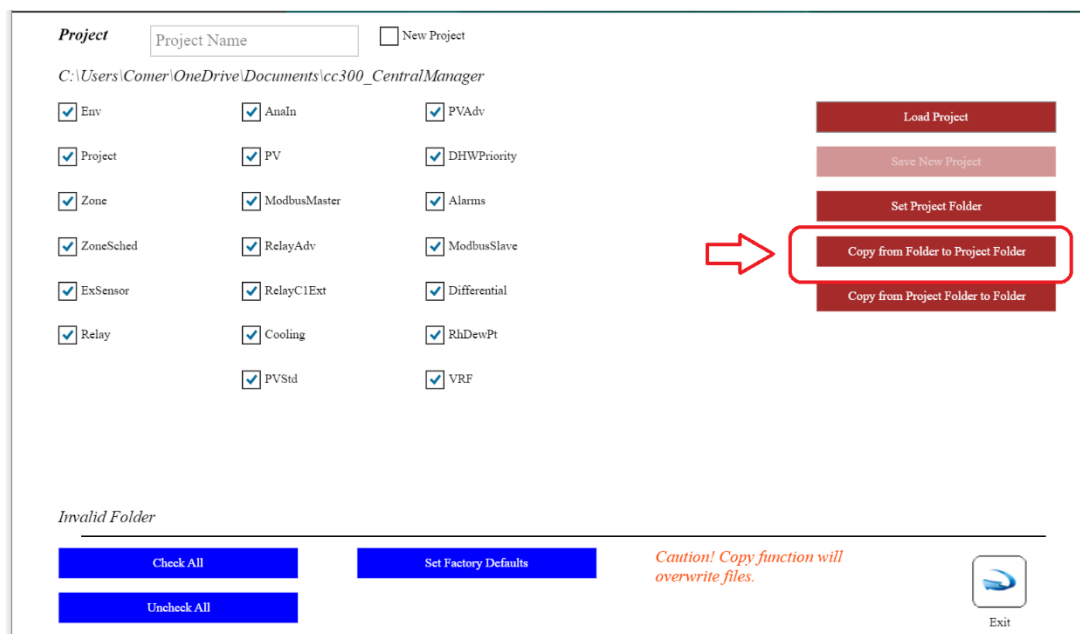 Project
Project Name
New Project
C:\Users\Comer\OneDrive\Documents\cc300_CentralManager
Env
AnaIn
PVAdv
Load Project
Project
PV
DHWPriority
Save New Project
Zone
ModbusMaster
Alarms
Set Project Folder
ZoneSched
RelayAdv
ModbusSlave
Copy from Folder to Project Folder
ExSensor
RelayC1Ext
Differential
Copy from Project Folder to Folder
Relay
Cooling
RhDewPt
PVStd
VRF
Invalid Folder
Check All
Set Factory Defaults
Caution! Copy function will
overwrite files.
Uncheck All
Exit